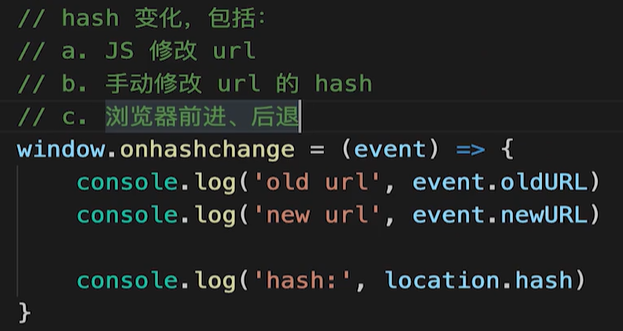 // hash 变化，包括：
// a. JS 修改 url
// b. 手动修改 url 的 hash
// c. 浏览器前进、后退
window.onhashchange = (event) => {
    console.log('old url', event.oldURL)
    console.log('new url', event.newURL)

    console.log('hash:', location.hash)
}